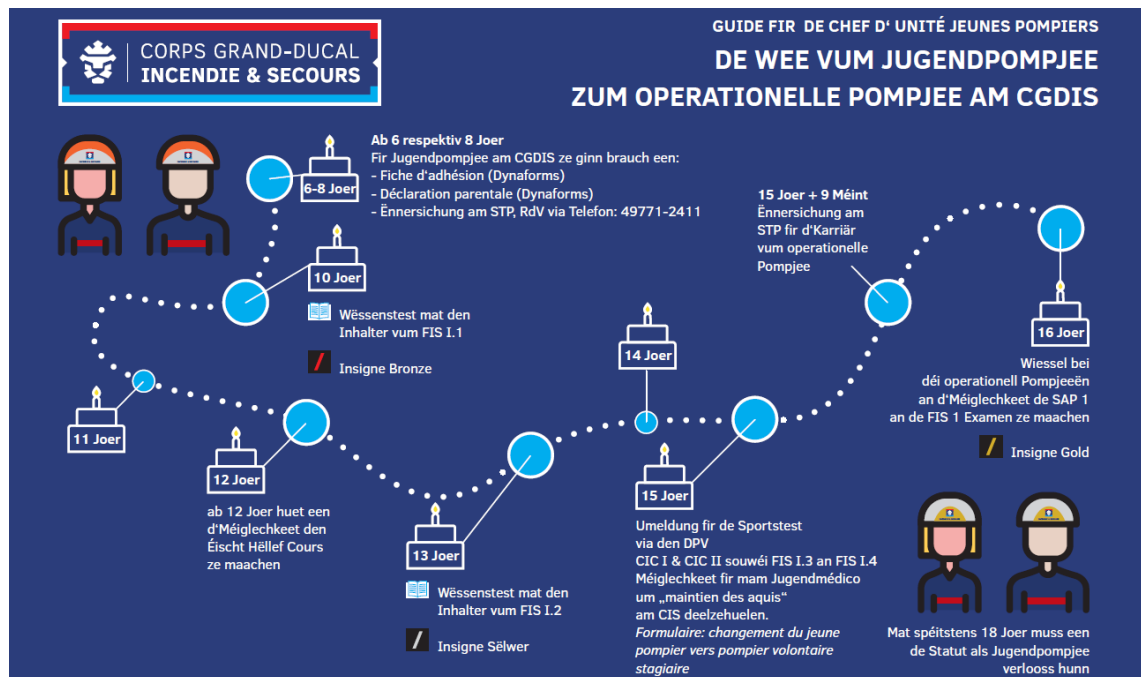 CORPS GRAND-DUCAL
INCENDIE & SECOURS
GUIDE FIR DE CHEF D‘ UNITÉ JEUNES POMPIERS
DE WEE VUM JUGENDPOMPJEE
ZUM OPERATIONELLE POMPJEE AM CGDIS
6-8 Joer
Ab 6 respektiv 8 Joer
Fir Jugendpompjee am CGDIS ze ginn brauch een:
- Fiche d'adhésion (Dynaforms)
- Déclaration parentale (Dynaforms)
- Ënnersichung am STP, RdV via Telefon: 49771-2411
10 Joer
Wëssenstest mat den
Inhalter vum FIS I.1
Insigne Bronze
11 Joer
12 Joer
ab 12 Joer huet een
d'Méiglechkeet den
Éischt Hëllef Cours
ze maachen
13 Joer
Wëssenstest mat den
Inhalter vum FIS I.2
Insigne Sëlwer
14 Joer
15 Joer
Umeldung fir de Sportstest
via den DPV
CIC I & CIC II souwéi FIS I.3 an FIS I.4
Méiglechkeet fir mam Jugendmédico
um „maintien des aquis“
am CIS deelzehuelen.
Formulaire: changement du jeune
pompier vers pompier volontaire
stagiaire
15 Joer + 9 Méint
Ënnersichung am
STP fir d'Karriär
vum operationelle
Pompjee
16 Joer
Wiessel bei
déi operationell Pompjeeën
an d'Méiglechkeet de SAP 1
an de FIS 1 Examen ze maachen
Insigne Gold
Mat spéitstens 18 Joer muss een
de Statut als Jugendpompjee
verlooss hunn